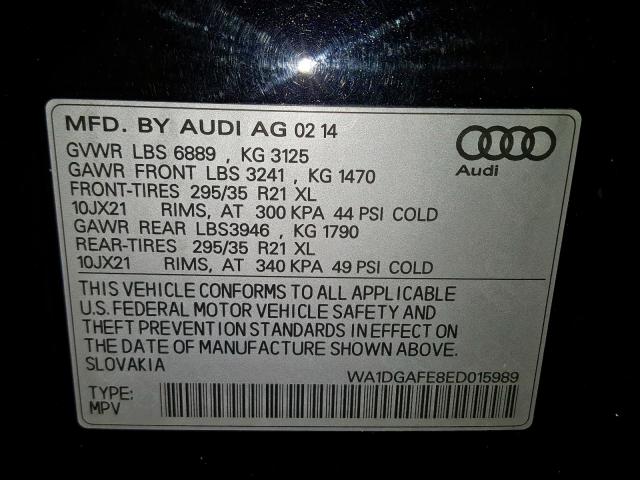 MFD. BY AUDI AG 02 14
GVWR LBS 6889 , KG 3125
GAWR FRONT LBS 3241 , KG 1470
FRONT-TIRES 295/35 R21 XL
10JX21 RIMS, AT 300 KPA 44 PSI COLD
GAWR REAR LBS3946 , KG 1790
REAR-TIRES 295/35 R21 XL
10JX21 RIMS, AT 340 KPA 49 PSI COLD
Audi
THIS VEHICLE CONFORMS TO ALL APPLICABLE
U.S. FEDERAL MOTOR VEHICLE SAFETY AND
THEFT PREVENTION STANDARDS IN EFFECT ON
THE DATE OF MANUFACTURE SHOWN ABOVE.
SLOVAKIA
WA1DGAFE8ED015989
TYPE:
MPV